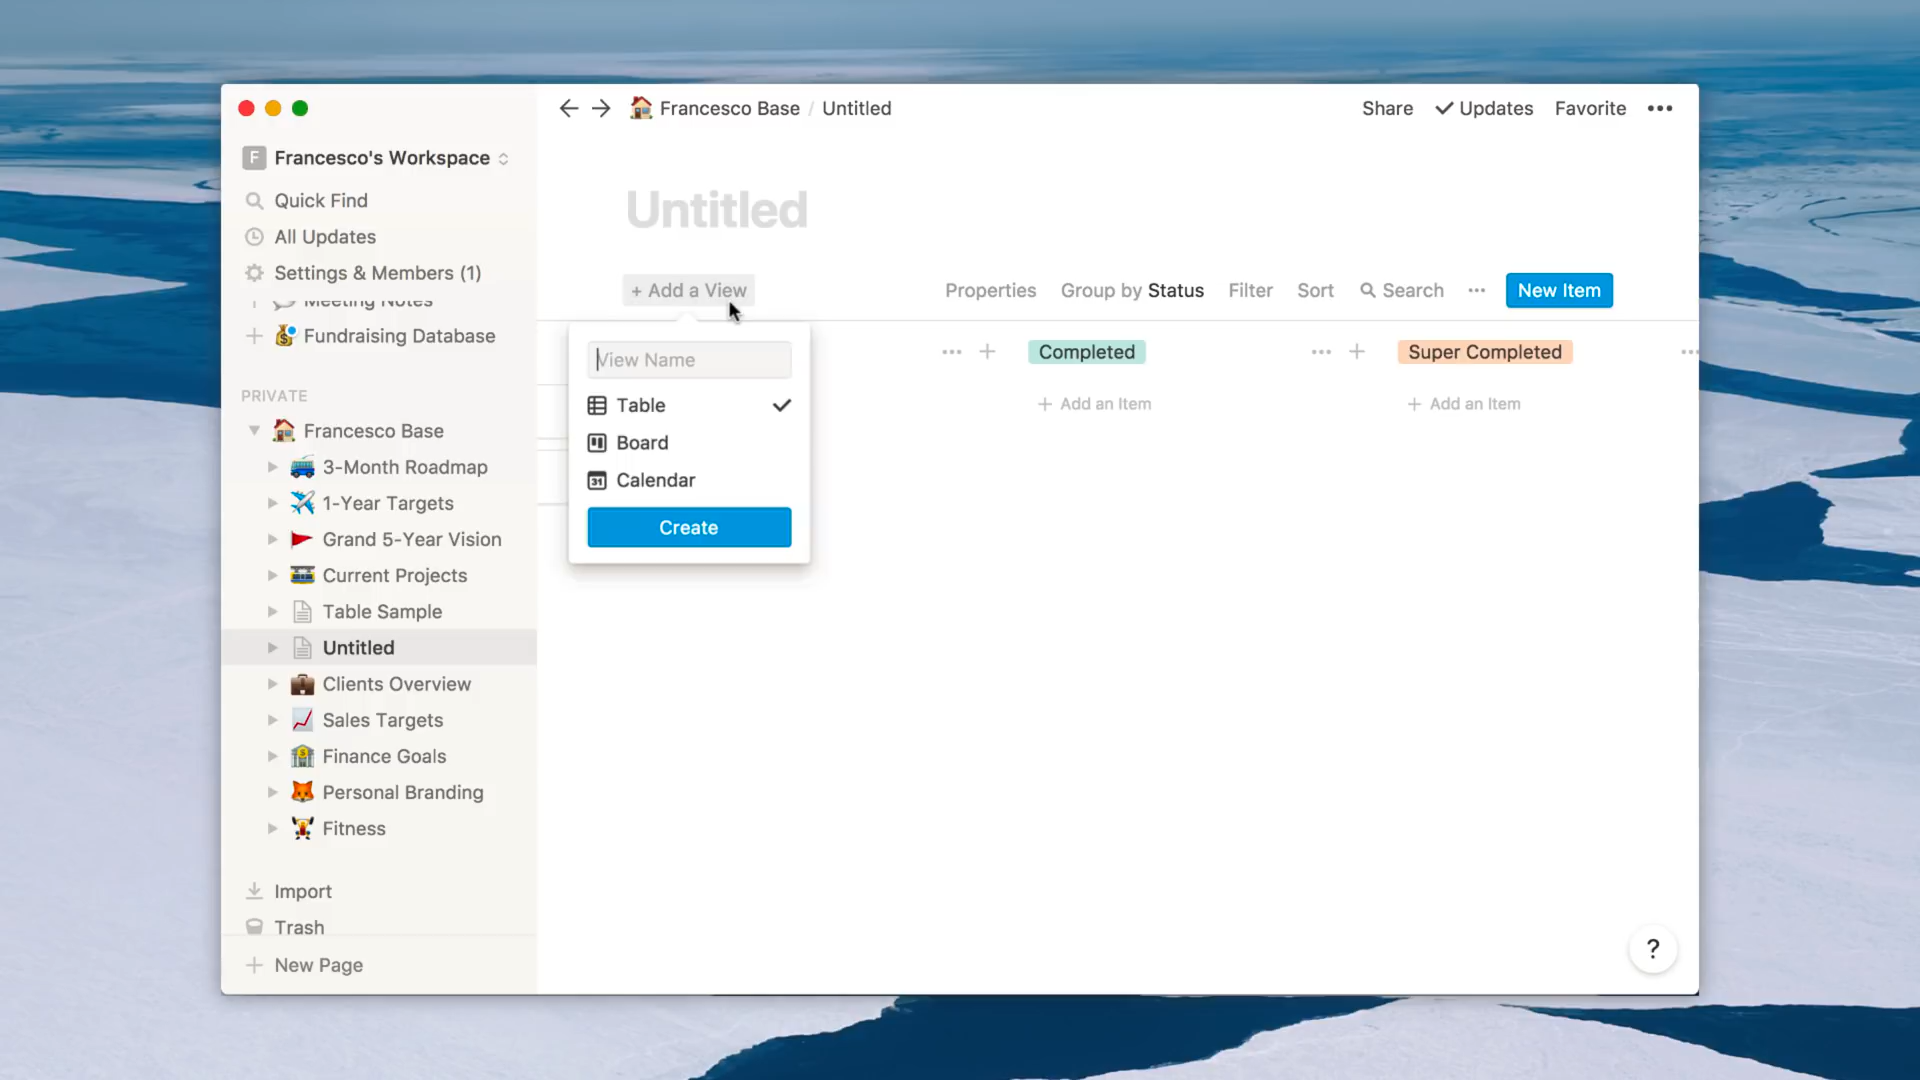 Francesco Base / Untitled
Share
Updates
Favorite
F Francesco's Workspace
Quick Find
All Updates
Settings & Members (1)
Meeting Notes
Fundraising Database
PRIVATE
Francesco Base
3-Month Roadmap
1-Year Targets
Grand 5-Year Vision
Current Projects
Table Sample
Untitled
Clients Overview
Sales Targets
Finance Goals
Personal Branding
Fitness
Import
Trash
+ New Page
Untitled
+ Add a View
Properties
Group by Status
Filter
Sort
Search
New Item
View Name
Table
Board
31 Calendar
Create
Completed
+ Add an Item
Super Completed
+ Add an Item
?